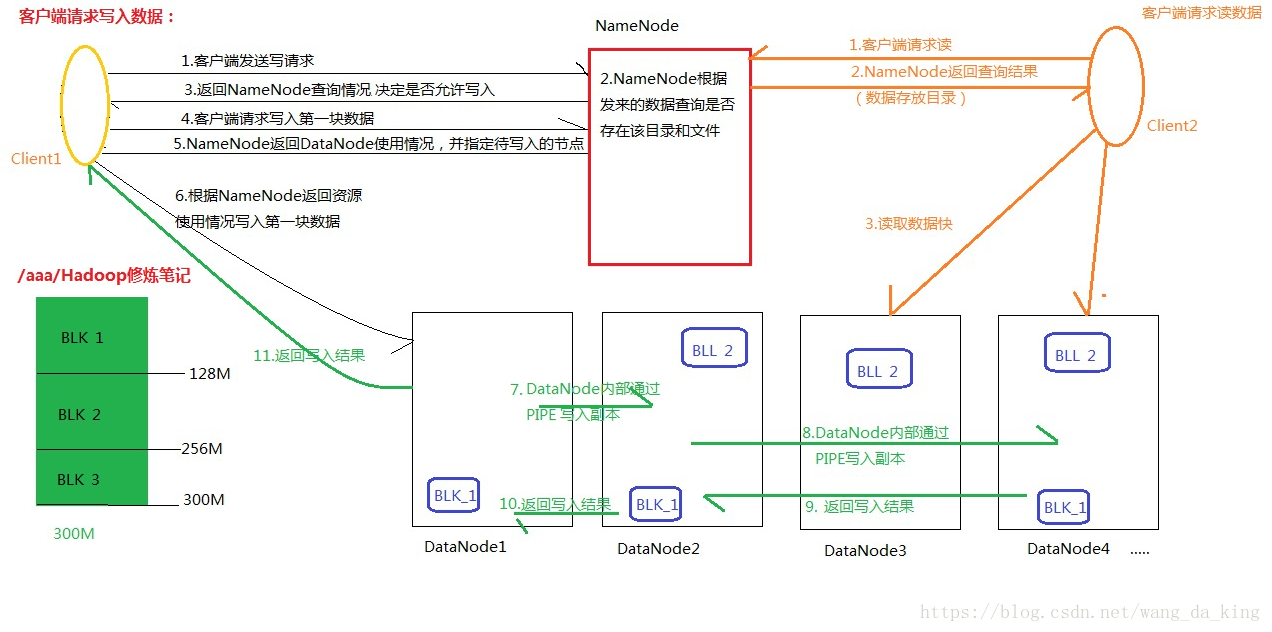 客户端请求写入数据：
客户端请求读数据
NameNode
1.客户端发送写请求
3.返回NameNode查询情况 决定是否允许写入
4.客户端请求写入第一块数据
5.NameNode返回DataNode使用情况，并指定待写入的节点
Client1
2.NameNode根据
发来的数据查询是否
存在该目录和文件
1.客户端请求读
2.NameNode返回查询结果
（数据存放目录）
Client2
6.根据NameNode返回资源
使用情况写入第一块数据
3.读取数据快
/aaa/Hadoop修炼笔记
BLK 1
128M
BLK 2
256M
BLK 3
300M
300M
11.返回写入结果
7. DataNode内部通过
PIPE 写入副本
8.DataNode内部通过
PIPE写入副本
9. 返回写入结果
10.返回写入结果
BLL 2
BLL 2
BLL 2
BLK_1
BLK_1
BLK_1
DataNode1
DataNode2
DataNode3
DataNode4
.....
https://blog.csdn.net/wang_da_king